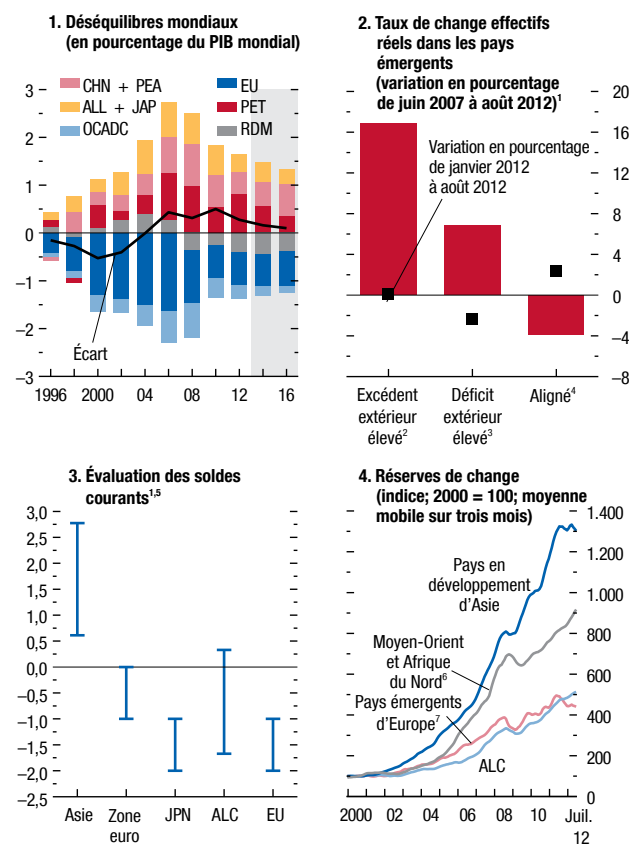 1. Déséquilibres mondiaux
(en pourcentage du PIB mondial)
3
2
1
0
–1
–2
–3
CHN + PEA
ALL + JAP
OCADC
EU
PET
RDM
Écart
1996 2000 04 08 12 16
2. Taux de change effectifs
réels dans les pays
émergents
(variation en pourcentage
de juin 2007 à août 2012)¹
20
16
12
8
4
0
–4
–8
Variation en pourcentage
de janvier 2012
à août 2012
Excédent
extérieur
élevé²
Déficit
extérieur
élevé³
Aligné⁴
3. Évaluation des soldes
courants¹,⁵
3,0
2,5
2,0
1,5
1,0
0,5
0,0
–0,5
–1,0
–1,5
–2,0
–2,5
Asie
Zone
euro
JPN
ALC
EU
4. Réserves de change
(indice; 2000 = 100; moyenne
mobile sur trois mois)
1.400
1.200
1.000
800
600
400
200
0
Pays en
développement
d’Asie
Moyen-Orient
et Afrique
du Nord⁶
Pays émergents
d’Europe⁷
ALC
2000 02 04 06 08 10 Juil.
12